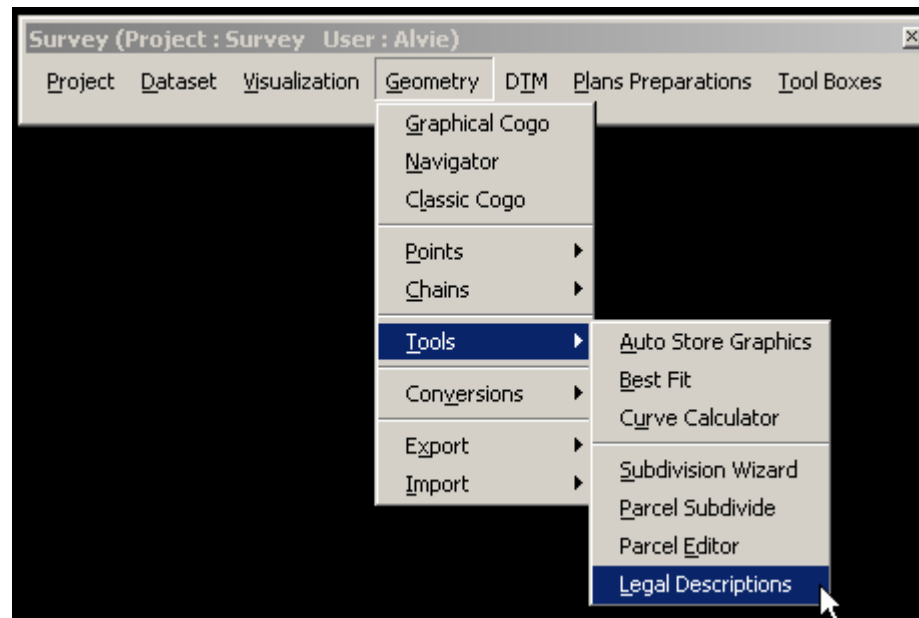 Survey (Project : Survey User : Alvie)
Project Dataset Visualization Geometry DTM Plans Preparations Tool Boxes
Graphical Cogo
Navigator
Classic Cogo
Points
Chains
Tools
Conversions
Export
Import
Auto Store Graphics
Best Fit
Curve Calculator
Subdivision Wizard
Parcel Subdivide
Parcel Editor
Legal Descriptions